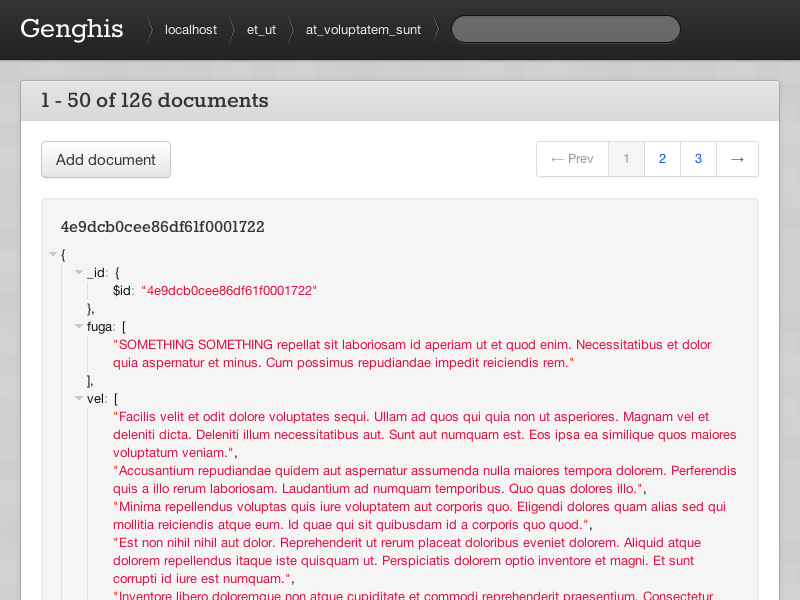 Genghis localhost et_ut at_voluptatem_sunt
1 - 50 of 126 documents
Add document ← Prev 1 2 3 →
4e9dcb0cee86df61f0001722
{
_id: {
$id: "4e9dcb0cee86df61f0001722"
},
fuga: [
"SOMETHING SOMETHING repellat sit laboriosam id aperiam ut et quod enim. Necessitatibus et dolor
quia aspernatur et minus. Cum possimus repudiandae impedit reiciendis rem."
],
vel: [
"Facilis velit et odit dolore voluptates sequi. Ullam ad quos qui quia non ut asperiores. Magnam vel et
deleniti dicta. Deleniti illum necessitatibus aut. Sunt aut numquam est. Eos ipsa ea similique quos maiores
voluptatum veniam.",
"Accusantium repudiandae quidem aut aspernatur assumenda nulla maiores tempora dolorem. Perferendis
quis a illo rerum laboriosam. Laudantium ad numquam temporibus. Quo quas dolores illo.",
"Minima repellendus voluptas quis iure voluptatem aut corporis quo. Eligendi dolores quam alias sed qui
mollitia reiciendis atque eum. Id quae qui sit quibusdam id a corporis quo quod.",
"Est non nihil nihil aut dolor. Reprehenderit ut rerum placeat doloribus eveniet dolorem. Aliquid atque
dolorem repellendus itaque iste quisquam ut. Perspiciatis dolorem optio inventore et magni. Et sunt
corrupti id iure est numquam.",
"Inventore libero doloremque non atque cupiditate et commodi reprehenderit praesentium. Consectetur